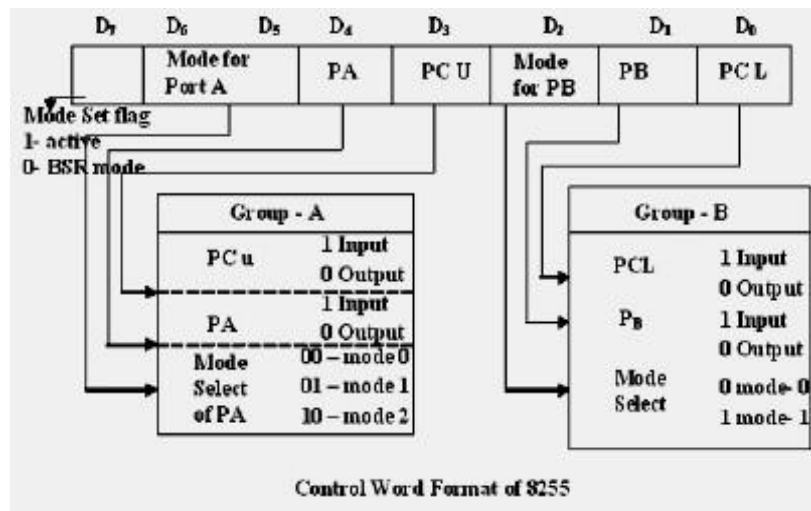 D7 D6 D5 D4 D3 D2 D1 D0
Mode for
Port A
PA
PC U
Mode
for PB
PB
PC L
Mode Set flag
1- active
0- BSR mode
Group - A
PC u
1 Input
0 Output
PA
1 Input
0 Output
Mode
Select
of PA
00 – mode 0
01 – mode 1
10 – mode 2
Group - B
PCL
1 Input
0 Output
PB
1 Input
0 Output
Mode
Select
0 mode- 0
1 mode- 1
Control Word Format of 8255